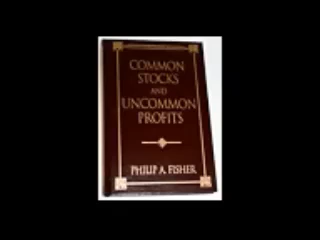 COMMON
STOCKS
AND
UNCOMMON
PROFITS
PHILIP A. FISHER